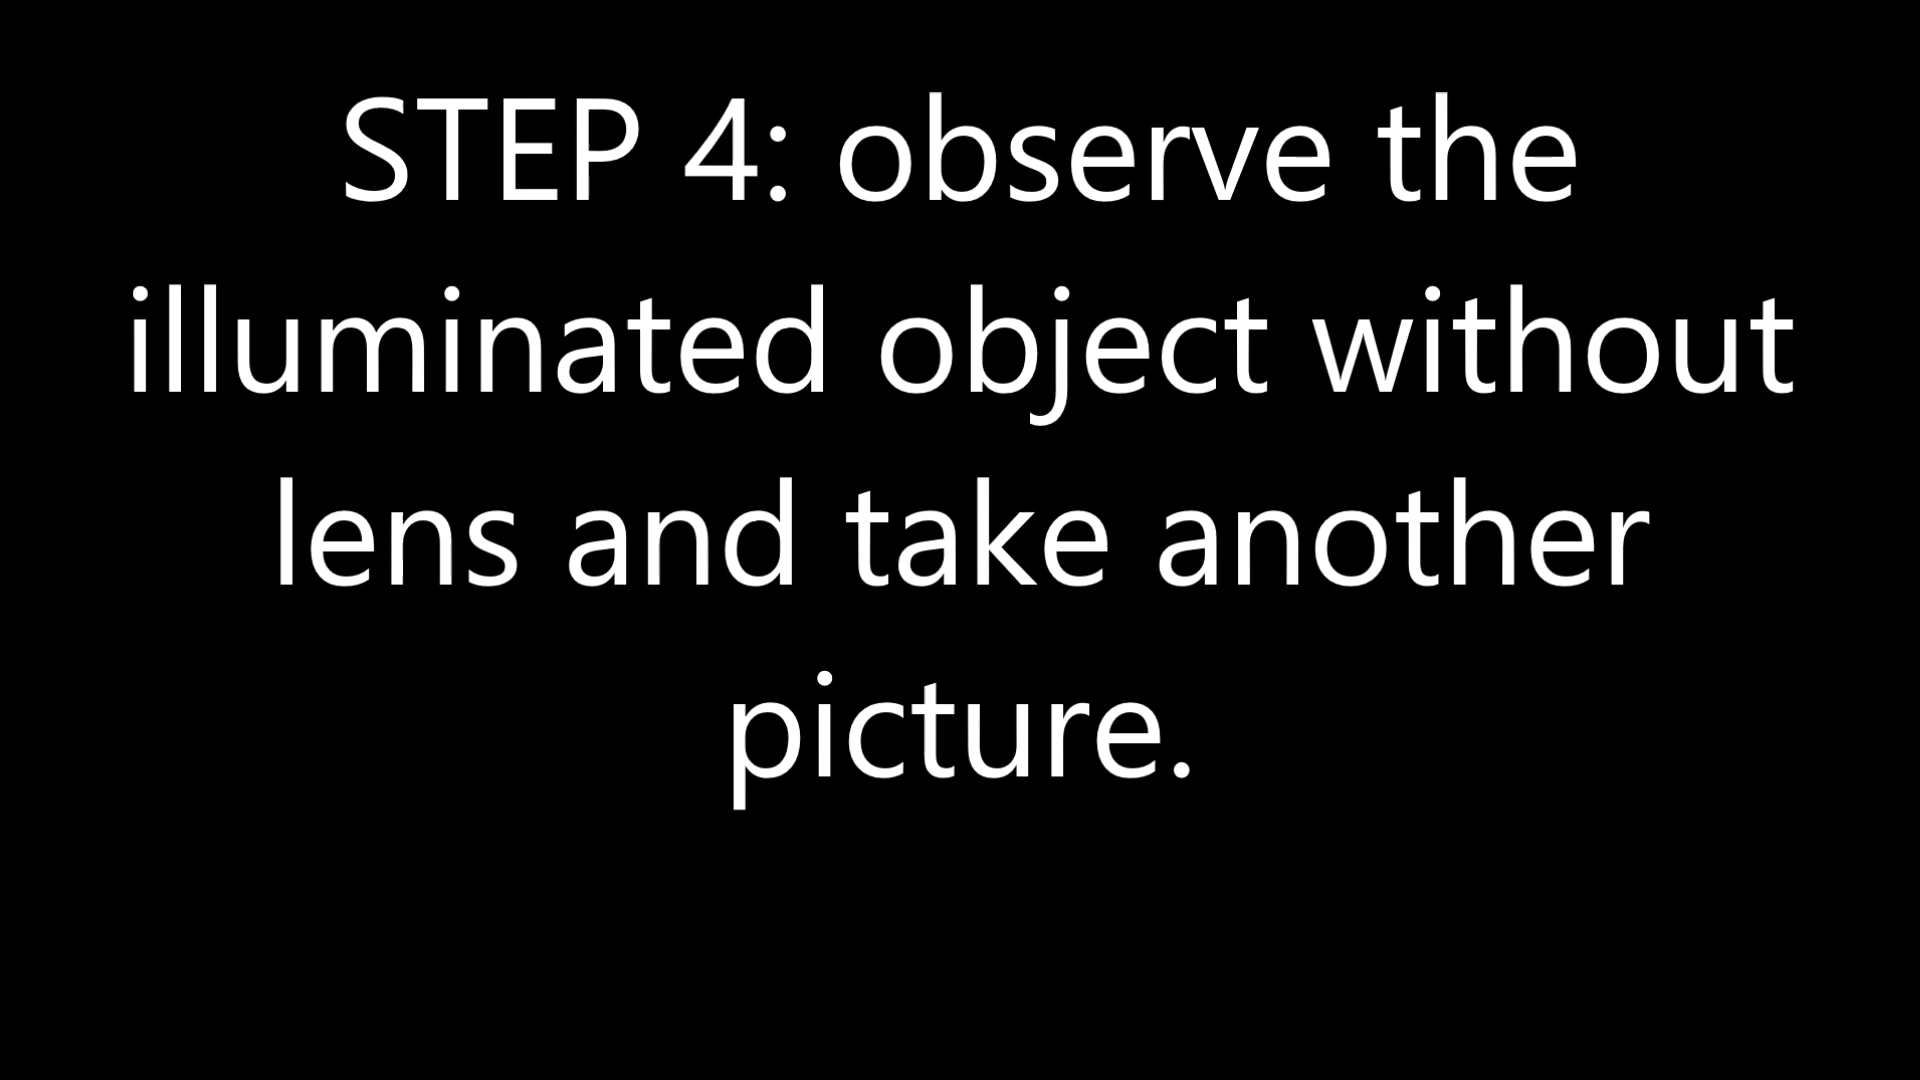 STEP 4: observe the
illuminated object without
lens and take another
picture.